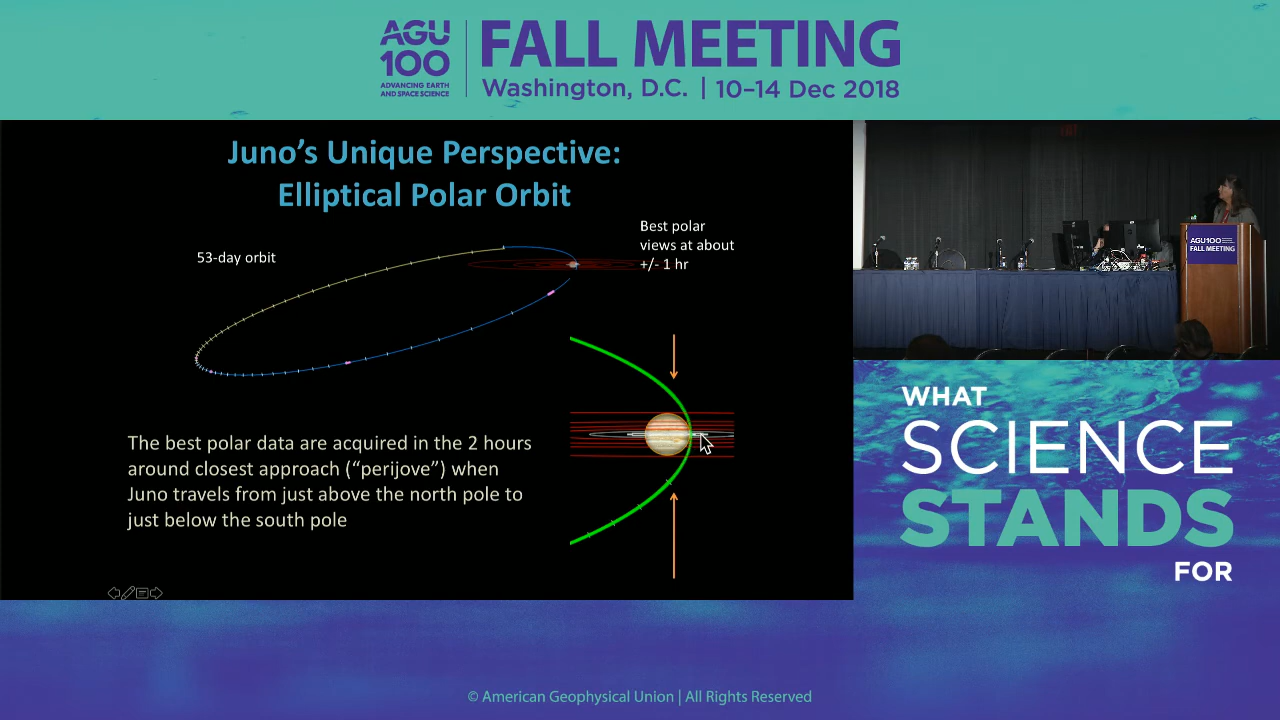 AGU
100
ADVANCING EARTH
AND SPACE SCIENCE
FALL MEETING
Washington, D.C. | 10–14 Dec 2018
Juno’s Unique Perspective:
Elliptical Polar Orbit
53-day orbit
Best polar
views at about
+/- 1 hr
The best polar data are acquired in the 2 hours
around closest approach (“perijove”) when
Juno travels from just above the north pole to
just below the south pole
AGU100
FALL MEETING
WHAT
SCIENCE
STANDS
FOR
© American Geophysical Union | All Rights Reserved